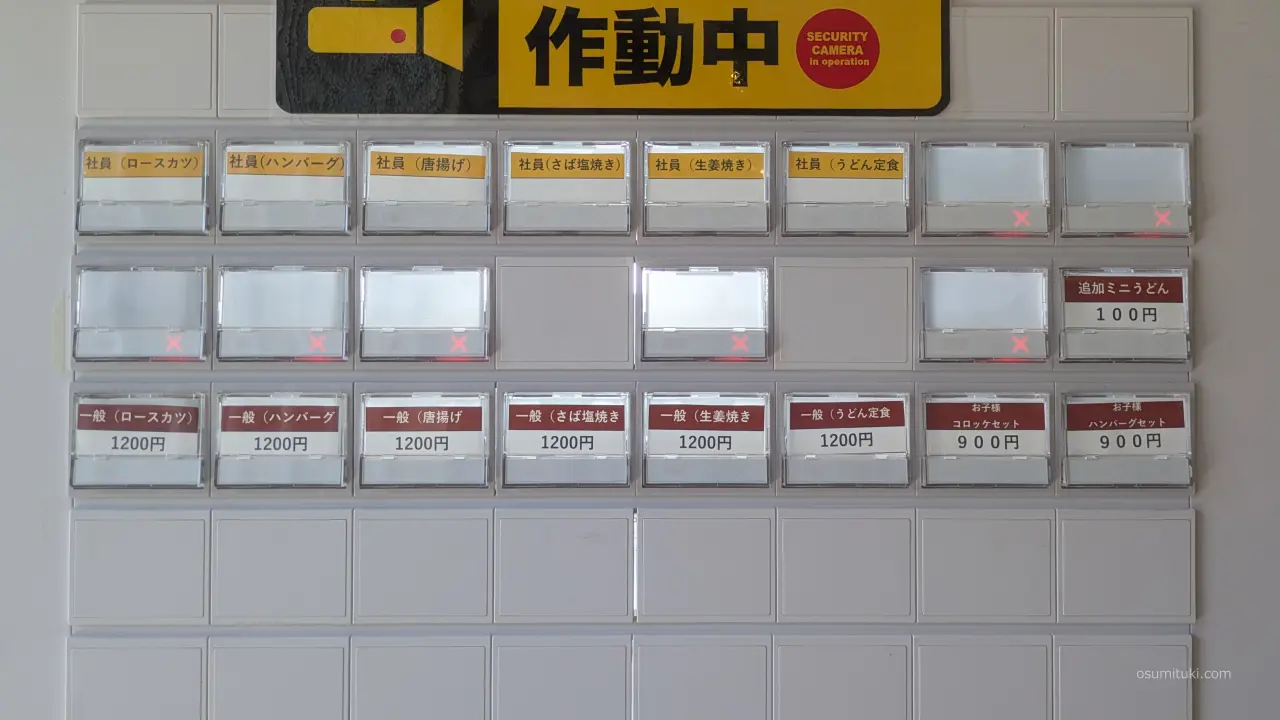 作動中
SECURITY
CAMERA
in operation
社員（ロースカツ）
社員(ハンバーグ)
社員（唐揚げ）
社員(さば塩焼き)
社員（生姜焼き）
社員（うどん定食
追加ミニうどん
１００円
一般（ロースカツ）
1200円
一般（ハンバーグ
1200円
一般（唐揚げ
1200円
一般（さば塩焼き
1200円
一般（生姜焼き
1200円
一般（うどん定食
1200円
お子様
コロッケセット
９００円
お子様
ハンバーグセット
９００円
osumituki.com